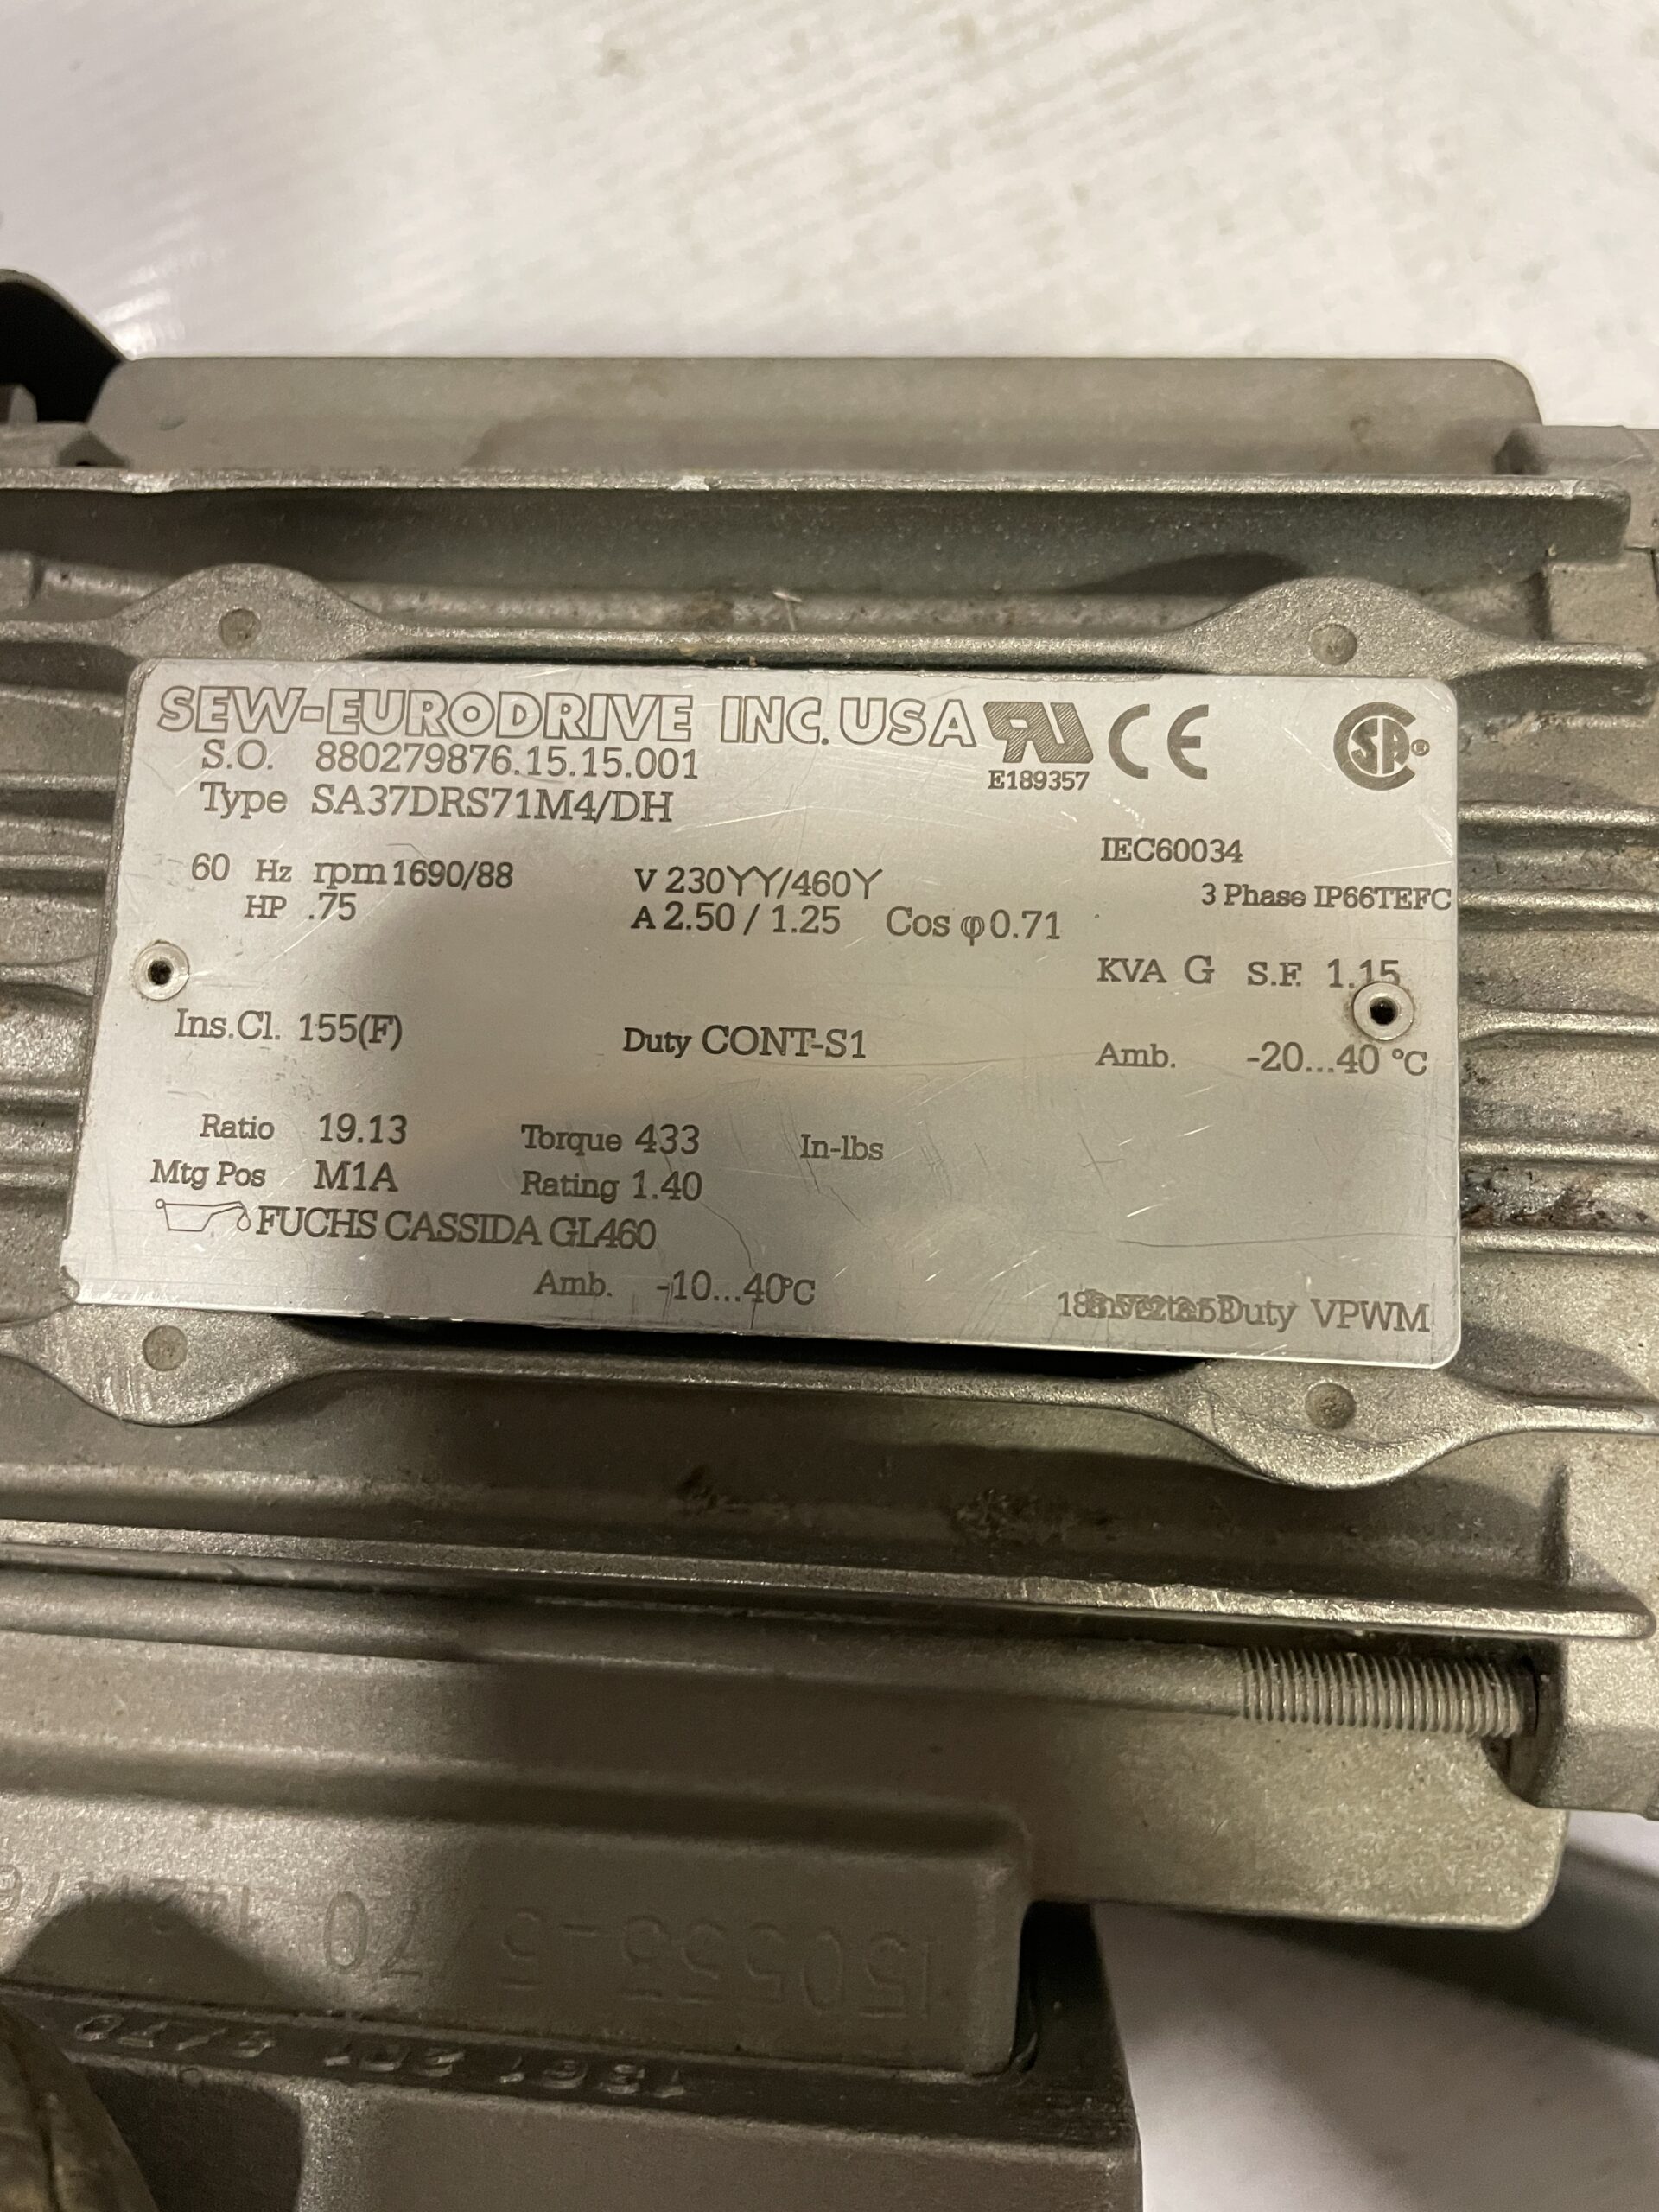 SEW-EURODRIVE INC. USA
E189357
S.O. 880279876.15.15.001
Type SA37DRS71M4/DH
IEC60034
60 Hz rpm 1690/88 V 230YY/460Y
3 Phase IP66TEFC
HP .75 A 2.50 / 1.25 Cos φ 0.71
KVA G S.F. 1.15
Ins.Cl. 155(F) Duty CONT-S1
Amb. -20...40 °C
Ratio 19.13 Torque 433 In-lbs
Mtg Pos M1A Rating 1.40
FUCHS CASSIDA GL460
Amb. -10...40°C
Duty VPWM
150553-5 70